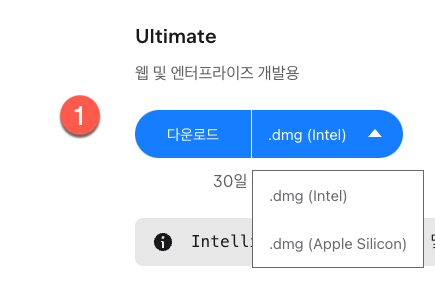 Ultimate
웹 및 엔터프라이즈 개발용
1
다운로드 .dmg (Intel)
30일
.dmg (Intel)
Intelli
.dmg (Apple Silicon)